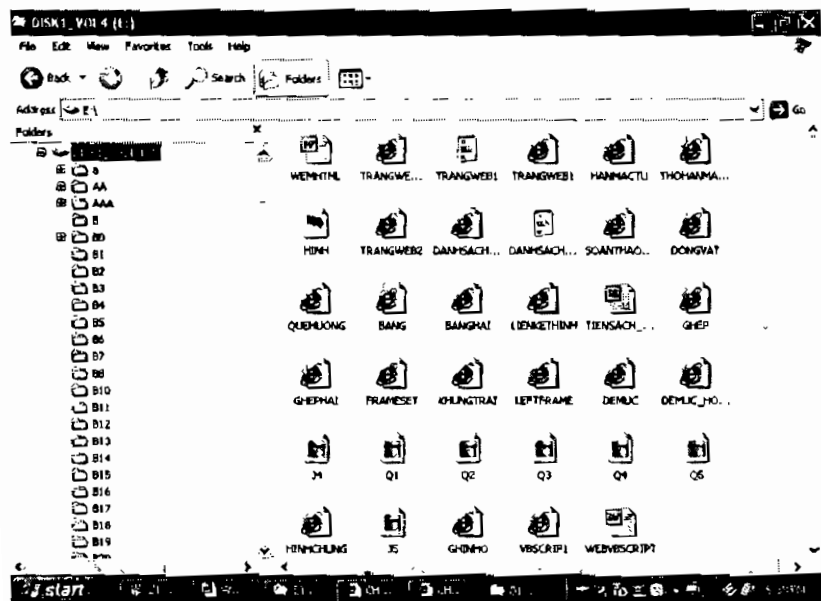 DISK1_VOL4 (E:)
File Edit View Favorites Tools Help
Back Search Folders
Address E:\ Go
Folders
a
AA
AAA
B
B0
B1
B2
B3
B4
B5
B6
B7
B8
B10
B11
B12
B13
B14
B15
B16
B17
B18
B19
WEMHTML TRANGWE... TRANGWEB1 TRANGWEB1 HANMACTU THOHANMA...
HINH TRANGWEB2 DANHSACH... DANHSACH... SOANTHAO... DONGVAT
QUEHUONG BANG BANGHAI LIENKETHINH TIENSACH_... GHEP
GHEPHAI FRAMESET KHUNGTRAI LEFTFRAME DEMLUC DEMLUC_HO...
J4 Q1 Q2 Q3 Q4 Q5
HINHCHUNG J5 GHINHO VBSCRIP1 WEBVBSCRIPT
start